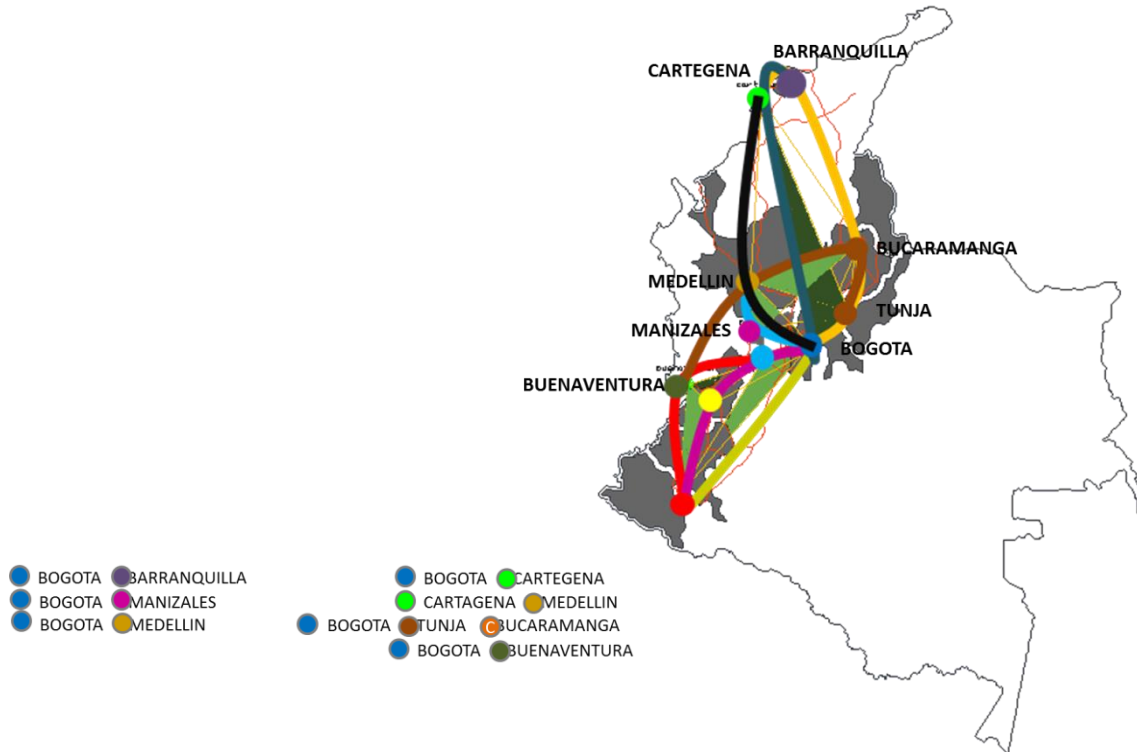 BARRANQUILLA
CARTEGENA
BUCARAMANGA
MEDELLIN
TUNJA
MANIZALES
BOGOTA
BUENAVENTURA
BOGOTA BARRANQUILLA
BOGOTA MANIZALES
BOGOTA MEDELLIN
BOGOTA CARTEGENA
CARTAGENA MEDELLIN
BOGOTA TUNJA C BUCARAMANGA
BOGOTA BUENAVENTURA